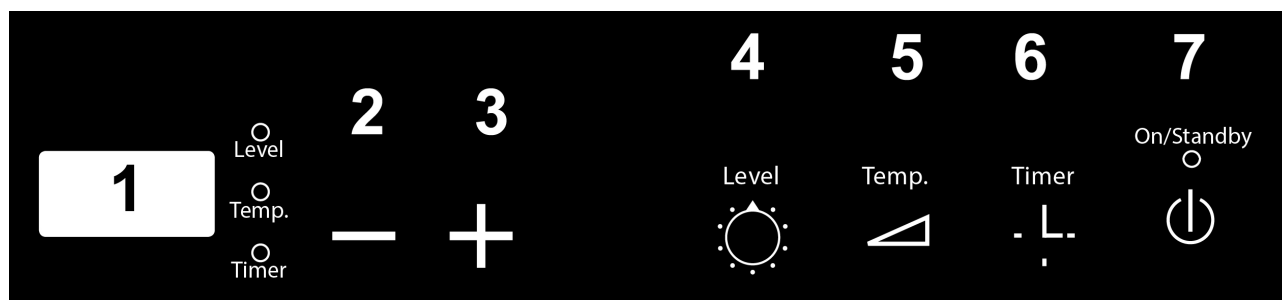 4 5 6 7
2 3
On/Standby
Level
1
Level Temp. Timer
Temp.
Timer